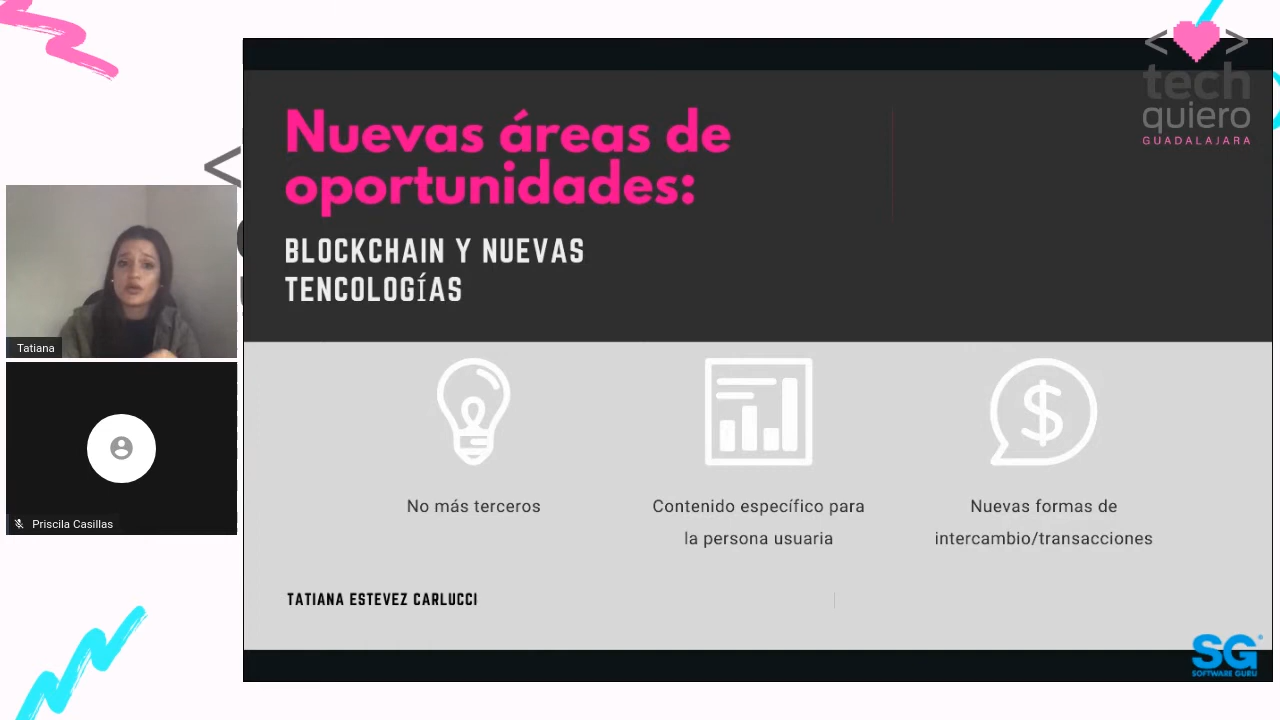 Nuevas áreas de
oportunidades:
BLOCKCHAIN Y NUEVAS
TENCOLOGÍAS
No más terceros
Contenido específico para
la persona usuaria
Nuevas formas de
intercambio/transacciones
TATIANA ESTEVEZ CARLUCCI
Tatiana
Priscila Casillas
tech
quiero
GUADALAJARA
SG
SOFTWARE GURU